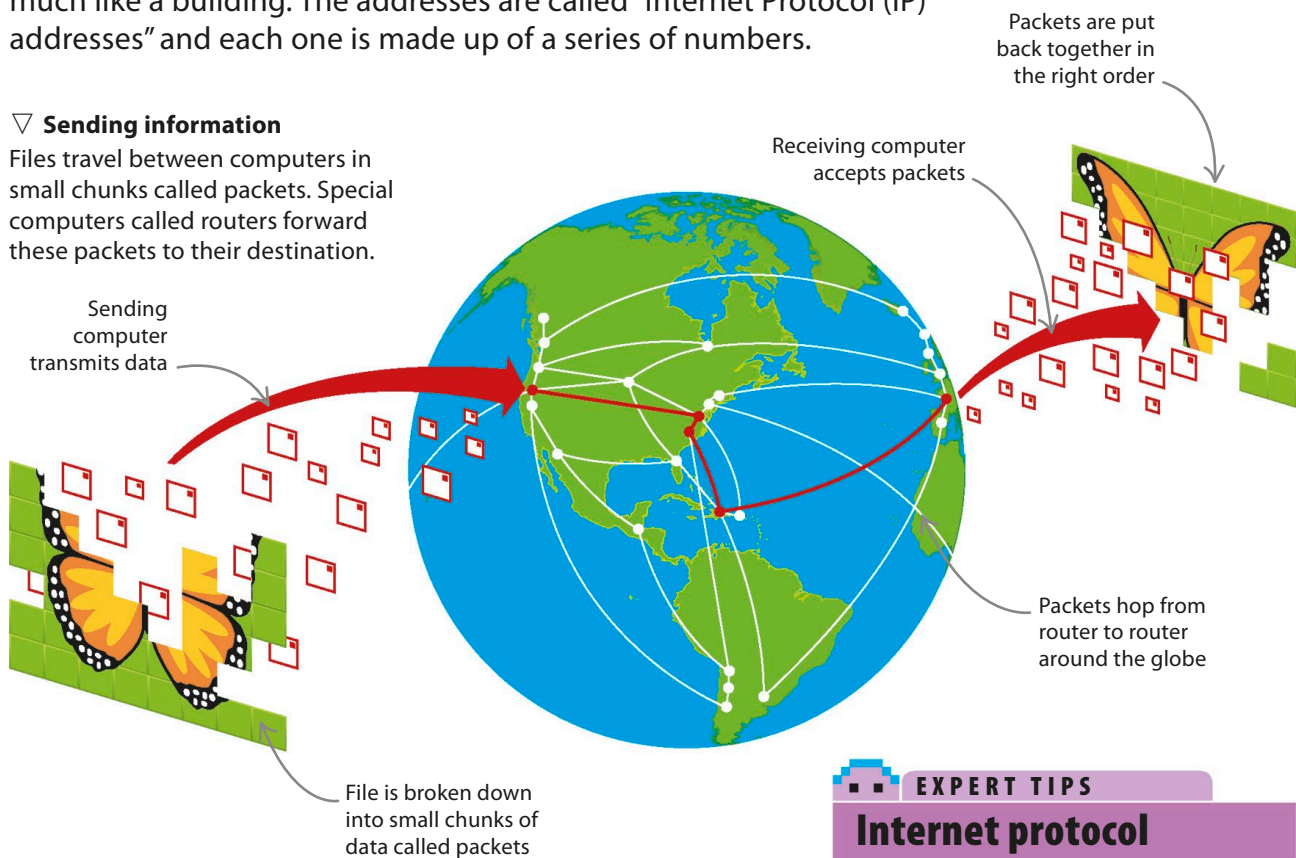 much like a building. The addresses are called “Internet Protocol (IP)
addresses” and each one is made up of a series of numbers.
▽ Sending information
Files travel between computers in
small chunks called packets. Special
computers called routers forward
these packets to their destination.
Sending
computer
transmits data
Packets are put
back together in
the right order
Receiving computer
accepts packets
Packets hop from
router to router
around the globe
File is broken down
into small chunks of
data called packets
EXPERT TIPS
Internet protocol